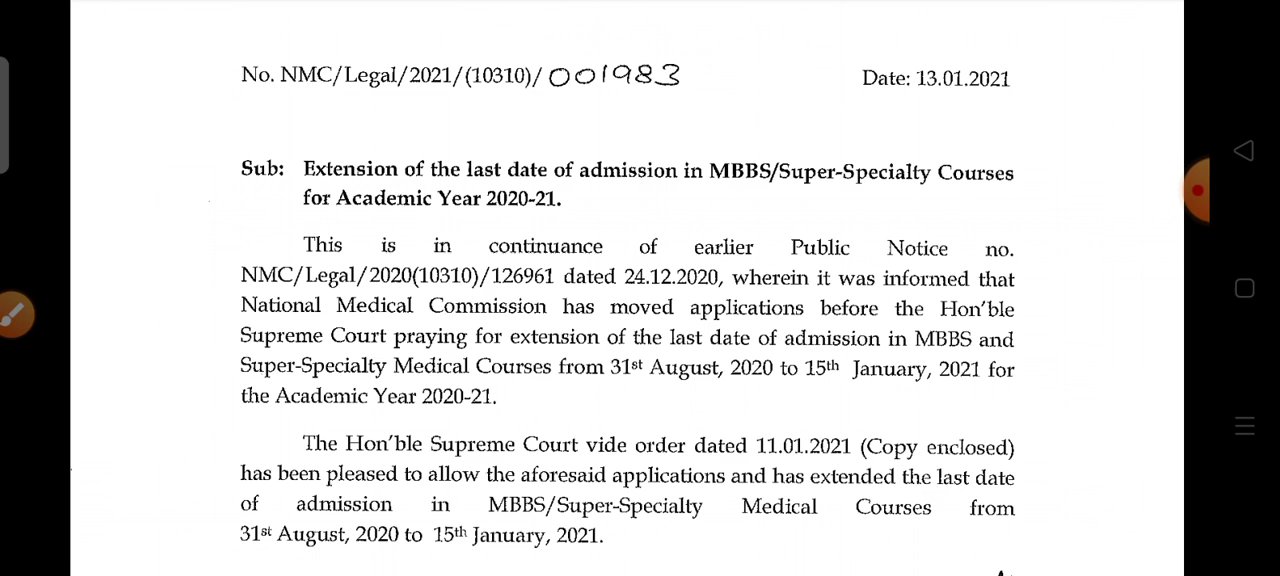 No. NMC/Legal/2021/(10310)/001983 Date: 13.01.2021
Sub: Extension of the last date of admission in MBBS/Super-Specialty Courses
for Academic Year 2020-21.
This is in continuance of earlier Public Notice no.
NMC/Legal/2020(10310)/126961 dated 24.12.2020, wherein it was informed that
National Medical Commission has moved applications before the Hon'ble
Supreme Court praying for extension of the last date of admission in MBBS and
Super-Specialty Medical Courses from 31st August, 2020 to 15th January, 2021 for
the Academic Year 2020-21.
The Hon'ble Supreme Court vide order dated 11.01.2021 (Copy enclosed)
has been pleased to allow the aforesaid applications and has extended the last date
of admission in MBBS/Super-Specialty Medical Courses from
31st August, 2020 to 15th January, 2021.